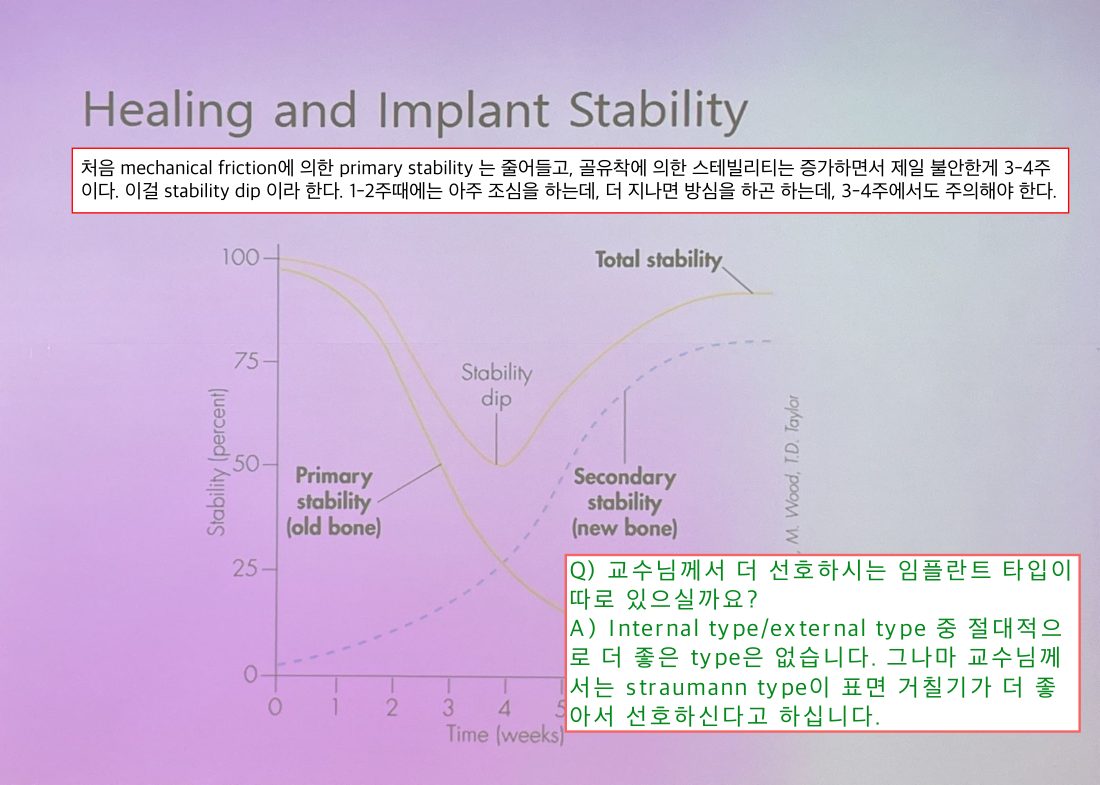 Healing and Implant Stability
처음 mechanical friction에 의한 primary stability 는 줄어들고, 골유착에 의한 스테빌리티는 증가하면서 제일 불안한게 3-4주
이다. 이걸 stability dip 이라 한다. 1-2주때에는 아주 조심을 하는데, 더 지나면 방심을 하곤 하는데, 3-4주에서도 주의해야 한다.
100
75
50
25
0
Stability (percent)
Total stability
Stability
dip
Primary
stability
(old bone)
Secondary
stability
(new bone)
, M. Wood, T.D. Taylor
0 1 2 3 4 5
Time (weeks)
Q) 교수님께서 더 선호하시는 임플란트 타입이
따로 있으실까요?
A) Internal type/external type 중 절대적으
로 더 좋은 type은 없습니다. 그나마 교수님께
서는 straumann type이 표면 거칠기가 더 좋
아서 선호하신다고 하십니다.